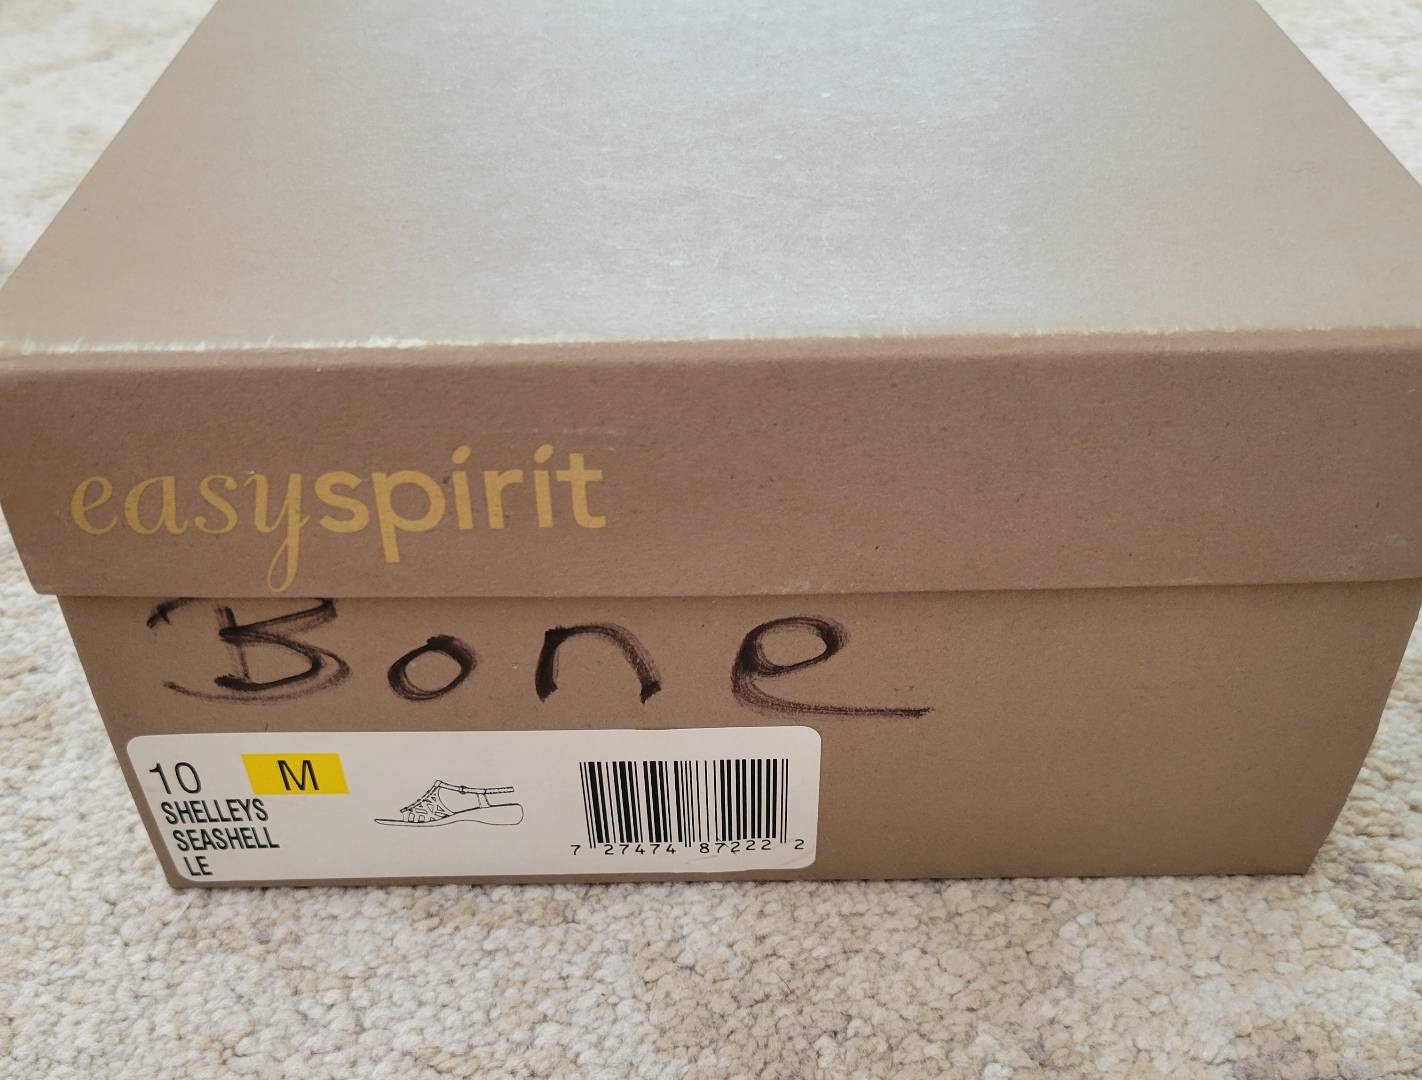 easyspirit
Bone
10 M
SHELLEYS
SEASHELL
LE
7 27474 87222 2